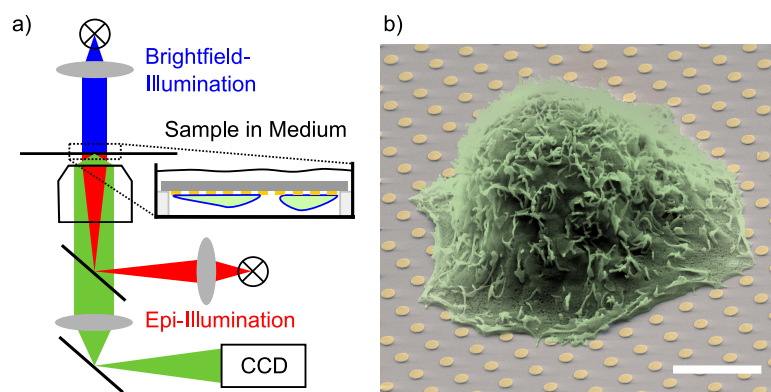 a)
b)
Brightfield-
Illumination
Sample in Medium
Epi-Illumination
CCD